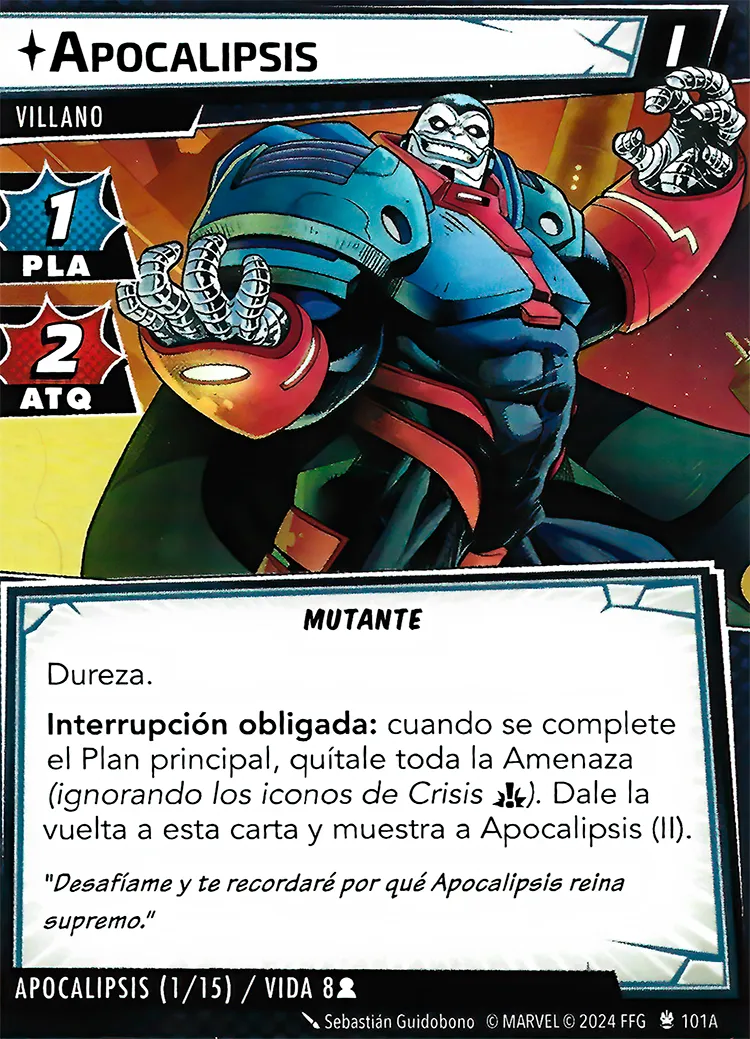 APOCALIPSIS
I
VILLANO
1
PLA
2
ATQ
MUTANTE
Dureza.
Interrupción obligada: cuando se complete
el Plan principal, quítale toda la Amenaza
(ignorando los iconos de Crisis). Dale la
vuelta a esta carta y muestra a Apocalipsis (II).
"Desafíame y te recordaré por qué Apocalipsis reina
supremo."
APOCALIPSIS (1/15) / VIDA 8
Sebastián Guidobono © MARVEL © 2024 FFG 101A